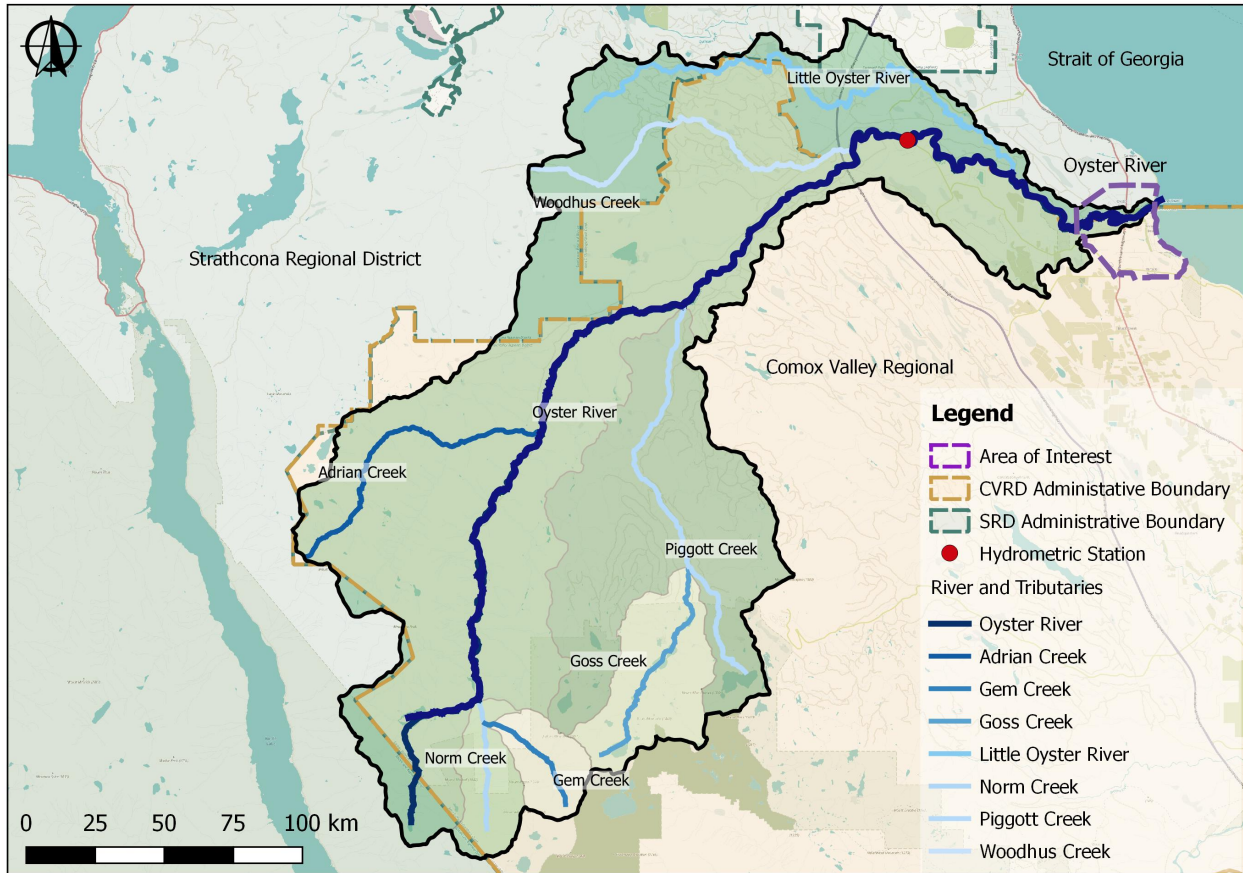 Little Oyster River
Strait of Georgia
Oyster River
Woodhus Creek
Strathcona Regional District
Comox Valley Regional
Oyster River
Adrian Creek
Piggott Creek
Goss Creek
Norm Creek
Gem Creek
0 25 50 75 100 km
Legend
Area of Interest
CVRD Administative Boundary
SRD Administrative Boundary
Hydrometric Station
River and Tributaries
Oyster River
Adrian Creek
Gem Creek
Goss Creek
Little Oyster River
Norm Creek
Piggott Creek
Woodhus Creek